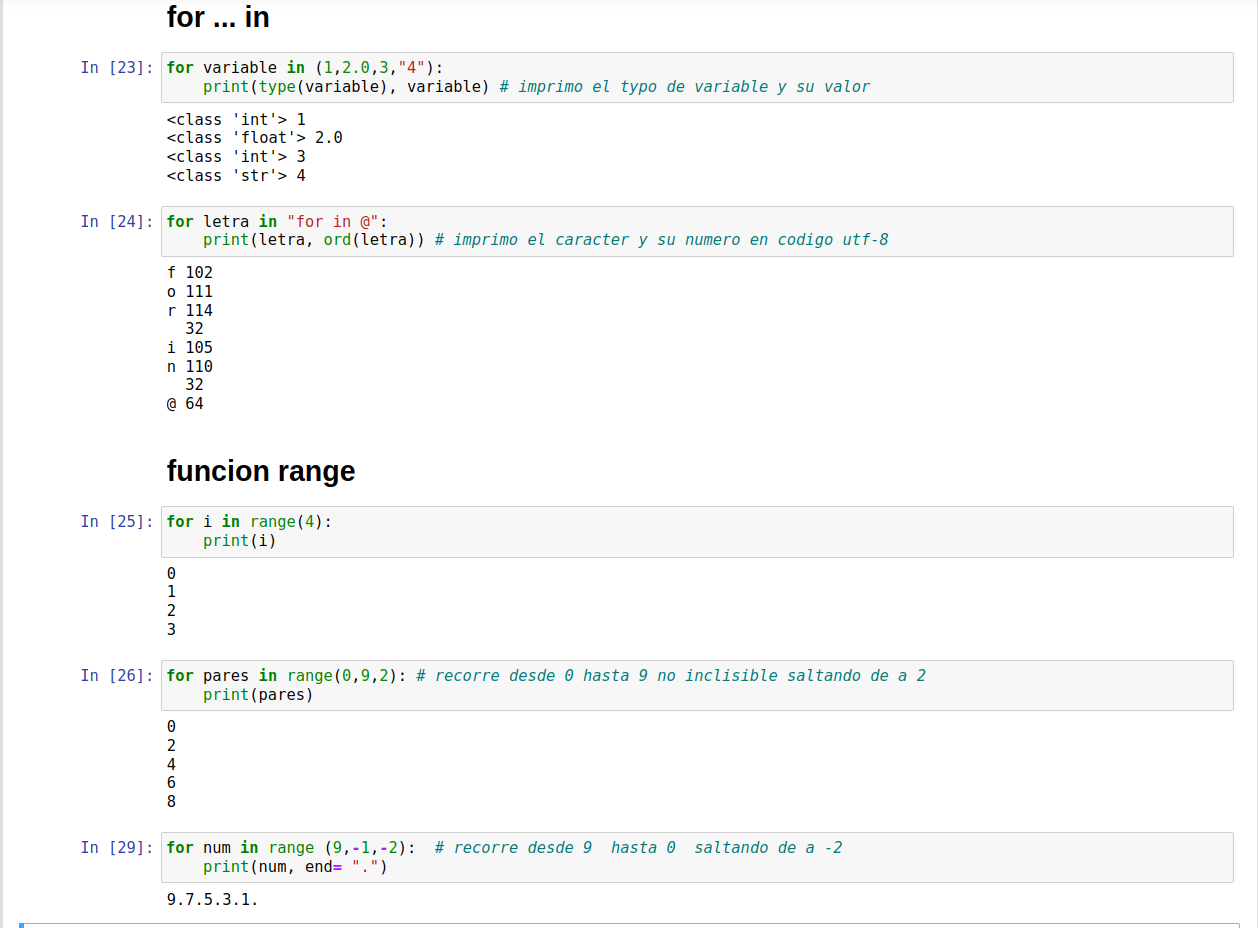 for ... in
In [23]: for variable in (1,2.0,3,"4"):
    print(type(variable), variable) # imprimo el typo de variable y su valor
<class 'int'> 1
<class 'float'> 2.0
<class 'int'> 3
<class 'str'> 4
In [24]: for letra in "for in @":
    print(letra, ord(letra)) # imprimo el caracter y su numero en codigo utf-8
f 102
o 111
r 114
  32
i 105
n 110
  32
@ 64
funcion range
In [25]: for i in range(4):
    print(i)
0
1
2
3
In [26]: for pares in range(0,9,2): # recorre desde 0 hasta 9 no inclisible saltando de a 2
    print(pares)
0
2
4
6
8
In [29]: for num in range (9,-1,-2):  # recorre desde 9  hasta 0  saltando de a -2
    print(num, end= ".")
9.7.5.3.1.